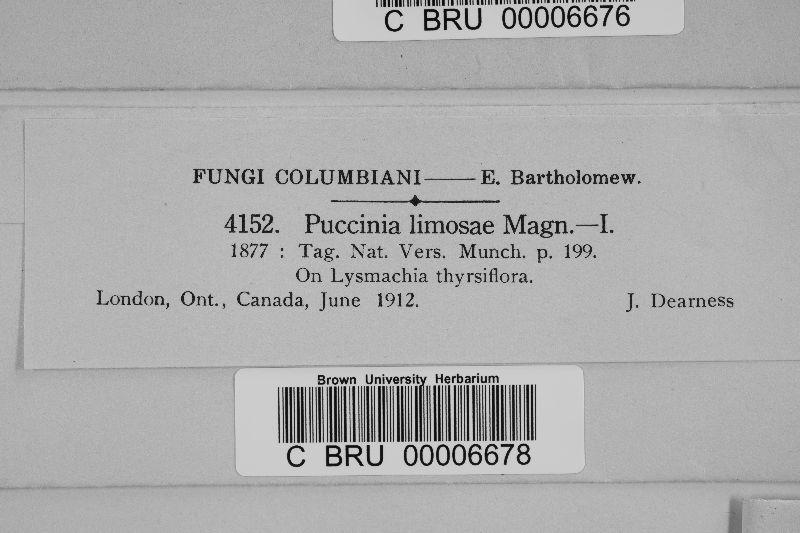 C BRU 00006676
FUNGI COLUMBIANI—E. Bartholomew.
4152. Puccinia limosae Magn.—I.
1877 : Tag. Nat. Vers. Munch. p. 199.
On Lysmachia thyrsiflora.
London, Ont., Canada, June 1912. J. Dearness
Brown University Herbarium
C BRU 00006678